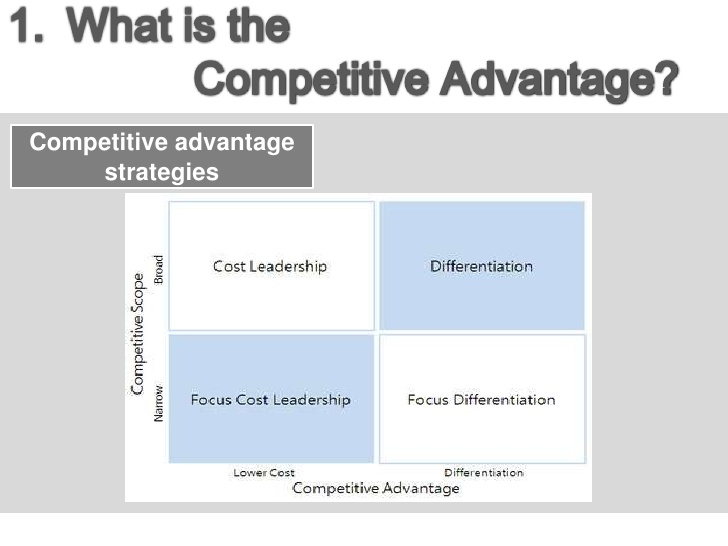 1. What is the
Competitive Advantage?
Competitive advantage
strategies
Competitive Scope
Broad
Narrow
Cost Leadership
Differentiation
Focus Cost Leadership
Focus Differentiation
Lower Cost
Differentiation
Competitive Advantage